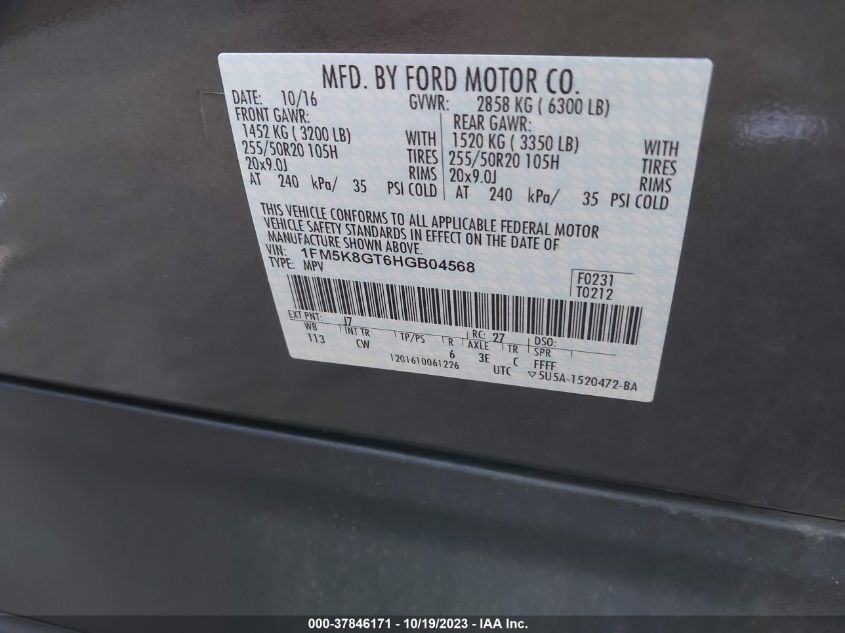 MFD. BY FORD MOTOR CO.
DATE: 10/16 GVWR: 2858 KG ( 6300 LB)
FRONT GAWR: REAR GAWR:
1452 KG ( 3200 LB) WITH 1520 KG ( 3350 LB) WITH
255/50R20 105H TIRES 255/50R20 105H TIRES
20x9.0J RIMS 20x9.0J RIMS
AT 240 kPa/ 35 PSI COLD AT 240 kPa/ 35 PSI COLD
THIS VEHICLE CONFORMS TO ALL APPLICABLE FEDERAL MOTOR
VEHICLE SAFETY STANDARDS IN EFFECT ON THE DATE OF
MANUFACTURE SHOWN ABOVE.
VIN: 1FM5K8GT6HGB04568
TYPE: MPV
F0231
T0212
EXT PNT: J7 RC: 27 DSO:
WB INT TR TP/PS R AXLE TR SPR
113 CW 6 3E C FFFF
1201610061226 UTC ▽5U5A-1520472-BA
000-37846171 - 10/19/2023 - IAA Inc.